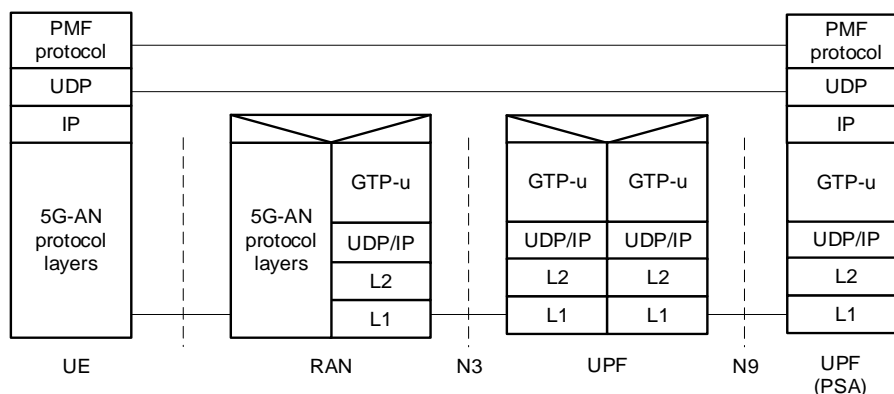 PMF
protocol
UDP
IP
5G-AN
protocol
layers
UE
5G-AN
protocol
layers
GTP-u
UDP/IP
L2
L1
RAN
N3
GTP-u
UDP/IP
L2
L1
GTP-u
UDP/IP
L2
L1
UPF
N9
PMF
protocol
UDP
IP
GTP-u
UDP/IP
L2
L1
UPF
(PSA)